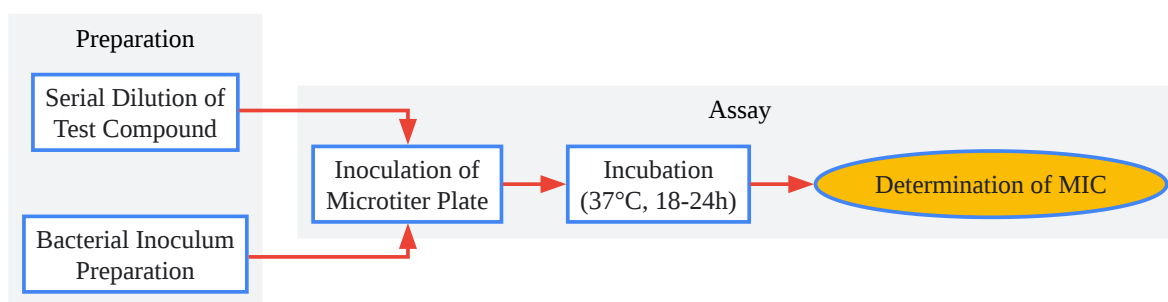 Preparation
Serial Dilution of
Test Compound
Bacterial Inoculum
Preparation
Assay
Inoculation of
Microtiter Plate
Incubation
(37°C, 18-24h)
Determination of MIC